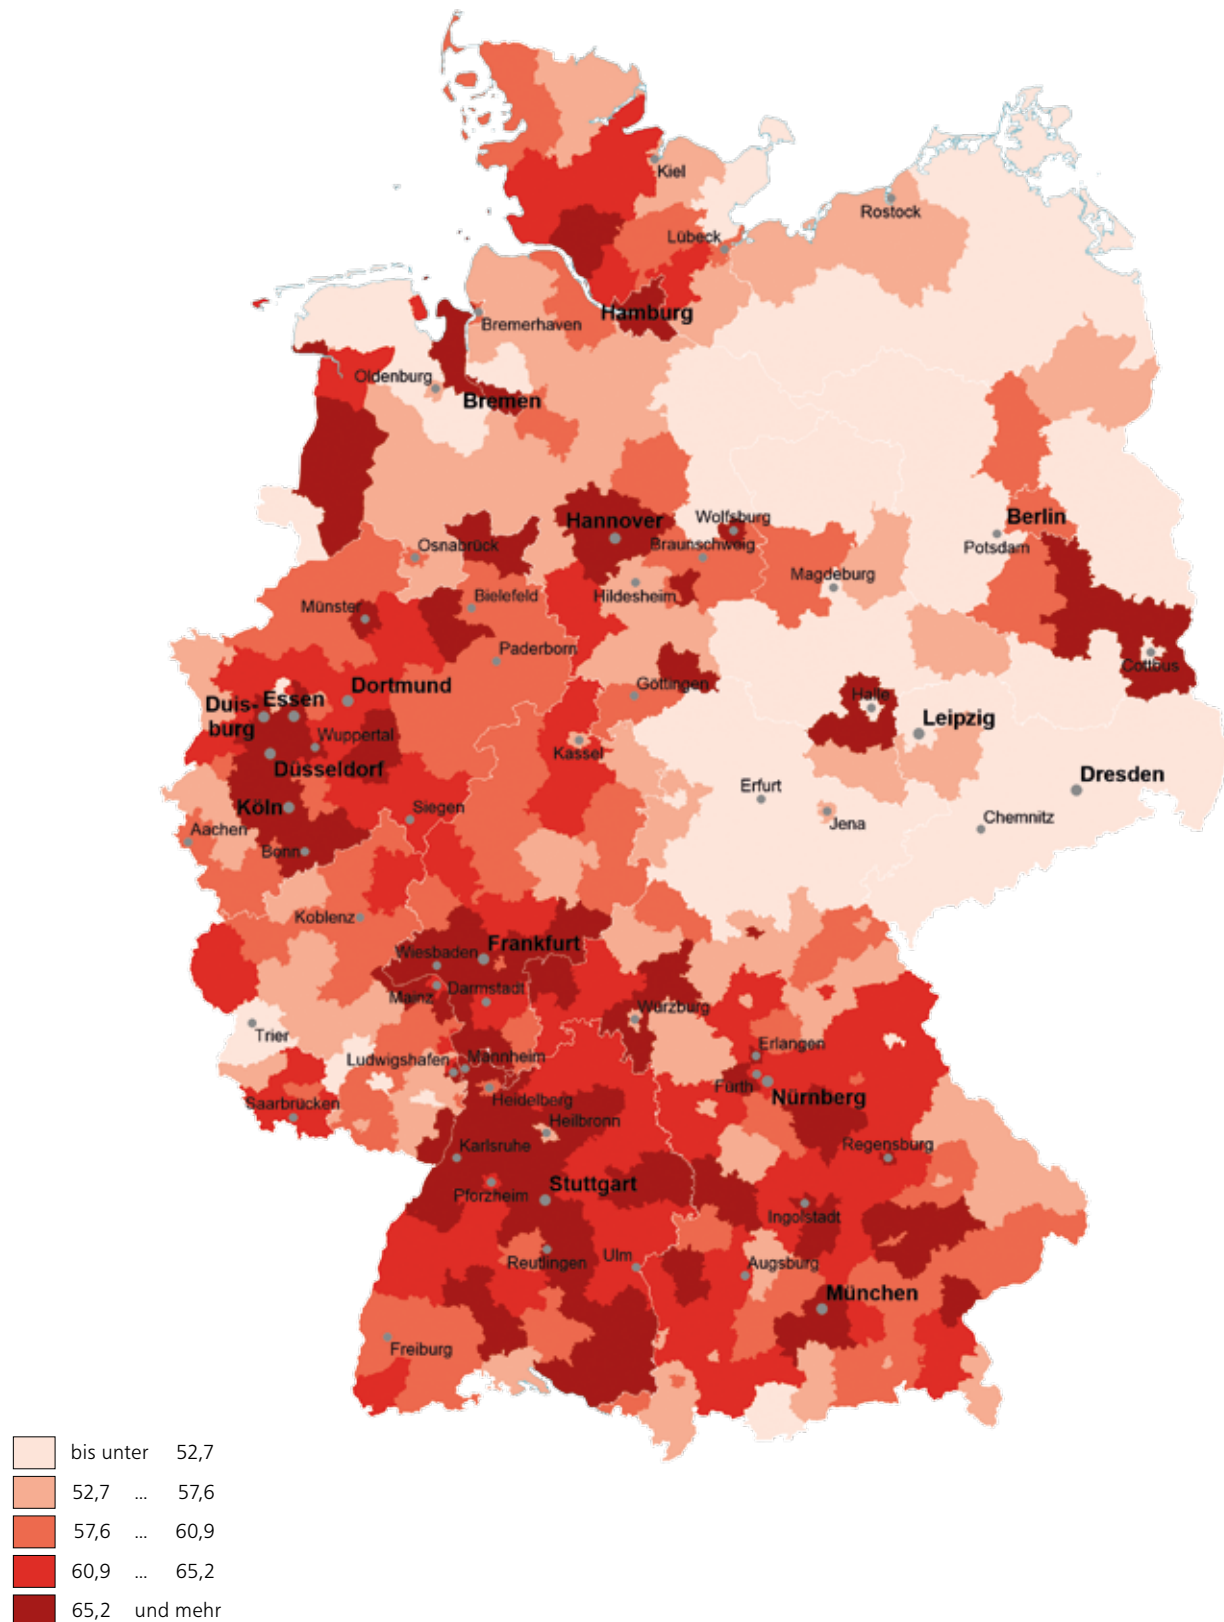 Kiel
Rostock
Lübeck
Hamburg
Bremerhaven
Oldenburg
Bremen
Hannover
Wolfsburg
Berlin
Osnabrück
Braunschweig
Potsdam
Magdeburg
Bielefeld
Hildesheim
Münster
Paderborn
Cottbus
Dortmund
Göttingen
Essen
Duis-
burg
Halle
Leipzig
Wuppertal
Kassel
Düsseldorf
Dresden
Erfurt
Köln
Siegen
Jena
Chemnitz
Aachen
Bonn
Koblenz
Frankfurt
Wiesbaden
Mainz
Darmstadt
Würzburg
Trier
Erlangen
Ludwigshafen
Mannheim
Fürth
Nürnberg
Heidelberg
Saarbrücken
Heilbronn
Karlsruhe
Regensburg
Stuttgart
Pforzheim
Ingolstadt
Reutlingen
Ulm
Augsburg
München
Freiburg
bis unter 52,7
52,7 ... 57,6
57,6 ... 60,9
60,9 ... 65,2
65,2 und mehr